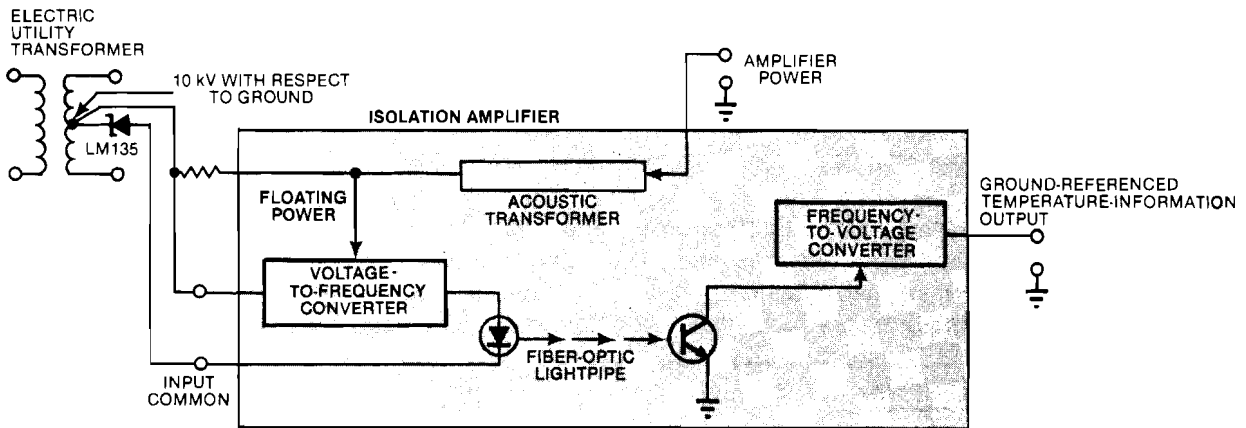 ELECTRIC
UTILITY
TRANSFORMER
10 kV WITH RESPECT
TO GROUND
LM135
AMPLIFIER
POWER
ISOLATION AMPLIFIER
FLOATING
POWER
ACOUSTIC
TRANSFORMER
GROUND-REFERENCED
TEMPERATURE-INFORMATION
OUTPUT
FREQUENCY-
TO-VOLTAGE
CONVERTER
VOLTAGE-
TO-FREQUENCY
CONVERTER
FIBER-OPTIC
LIGHTPIPE
INPUT
COMMON